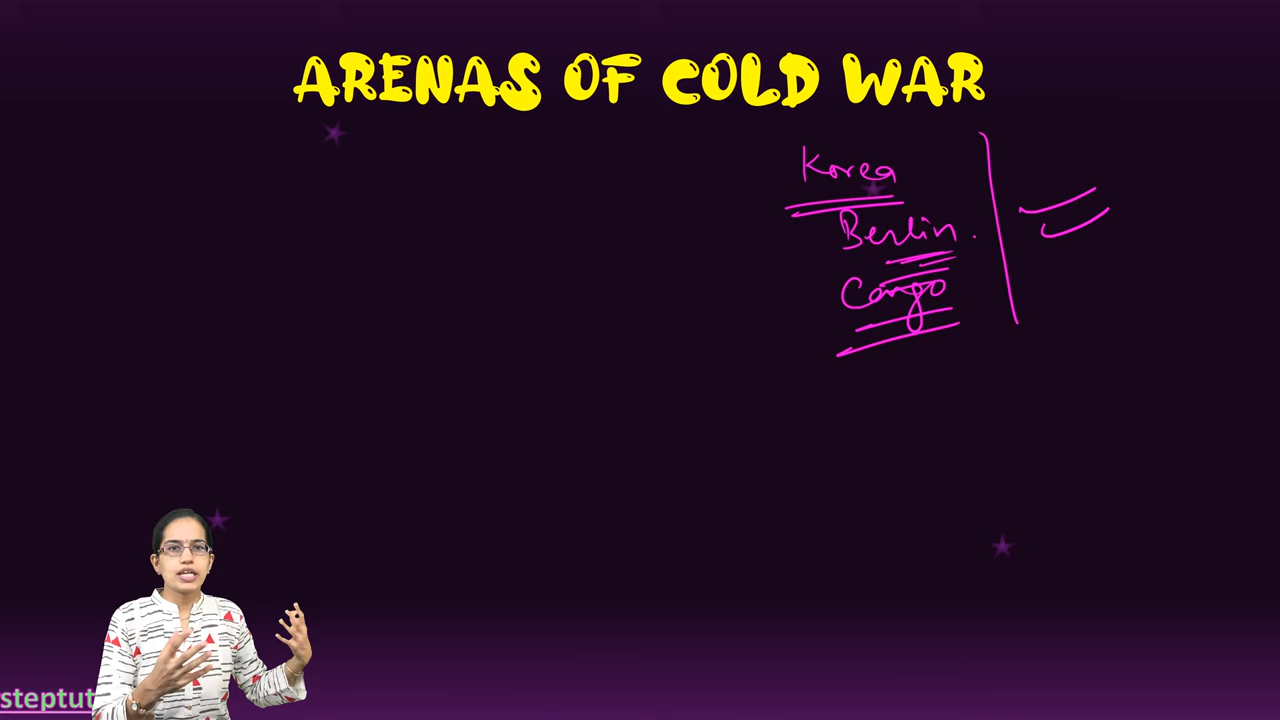 ARENAS OF COLD WAR
Korea
Berlin.
Congo
steptut